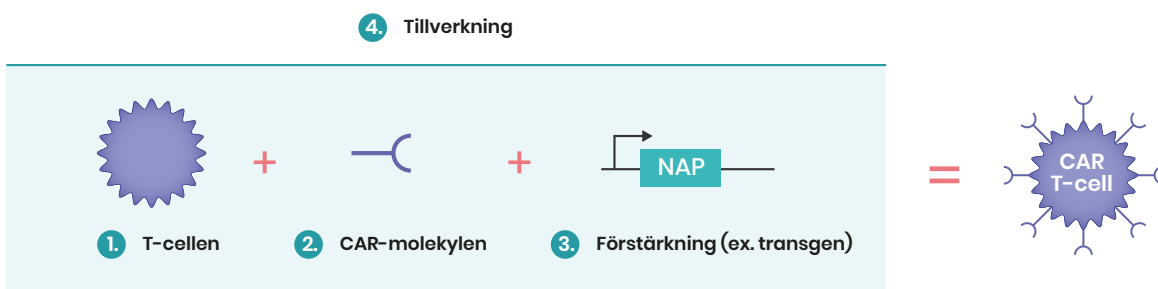 4. Tillverkning
+ + NAP = CAR
T-cell
1. T-cellen 2. CAR-molekylen 3. Förstärkning (ex. transgen)